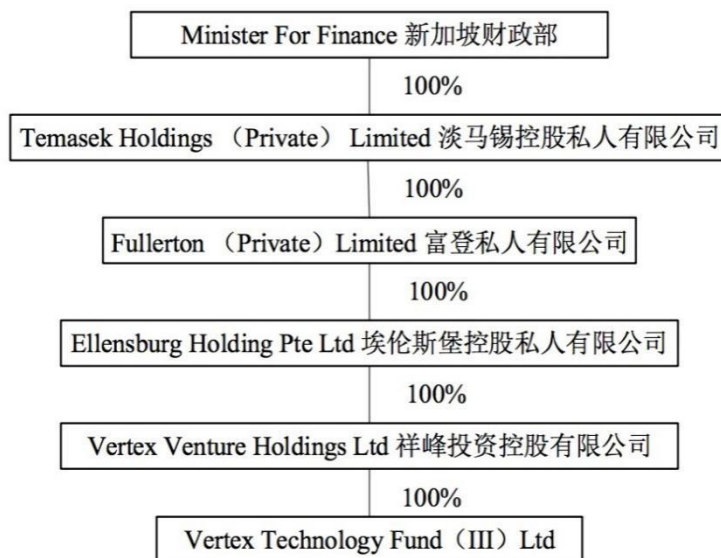 Minister For Finance 新加坡财政部
100%
Temasek Holdings （Private） Limited 淡马锡控股私人有限公司
100%
Fullerton （Private）Limited 富登私人有限公司
100%
Ellensburg Holding Pte Ltd 埃伦斯堡控股私人有限公司
100%
Vertex Venture Holdings Ltd 祥峰投资控股有限公司
100%
Vertex Technology Fund（III）Ltd